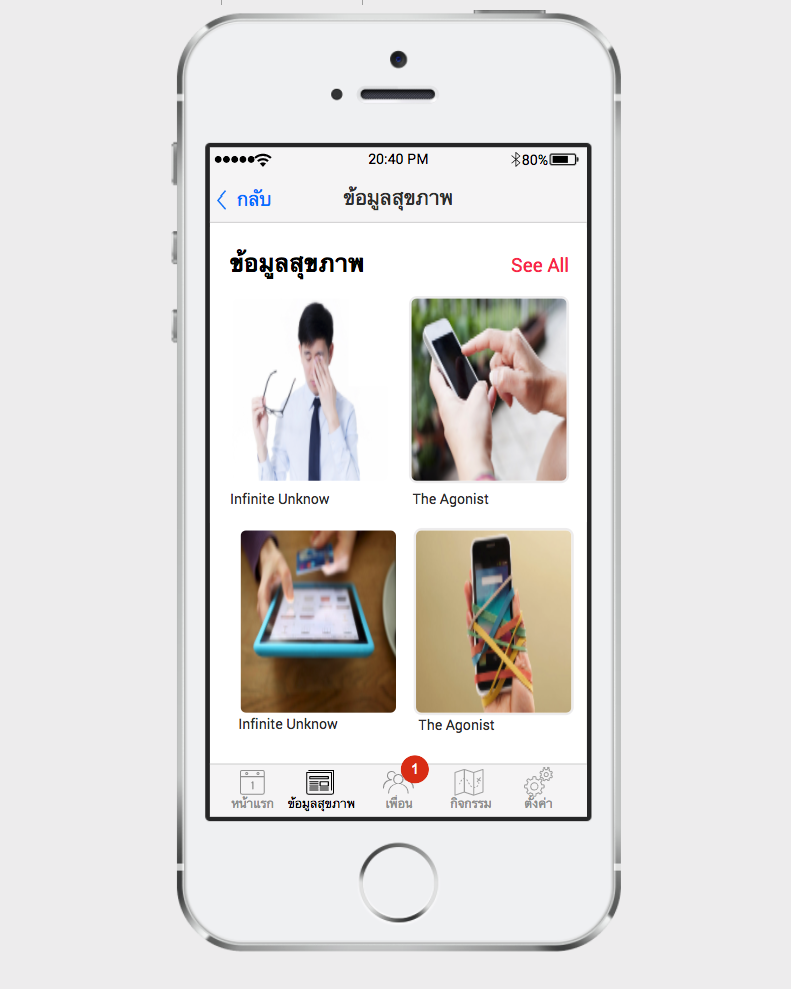 20:40 PM
80%
กลับ
ข้อมูลสุขภาพ
ข้อมูลสุขภาพ
See All
Infinite Unknow
The Agonist
Infinite Unknow
The Agonist
1
1
หน้าแรก
ข้อมูลสุขภาพ
เพื่อน
กิจกรรม
ตั้งค่า